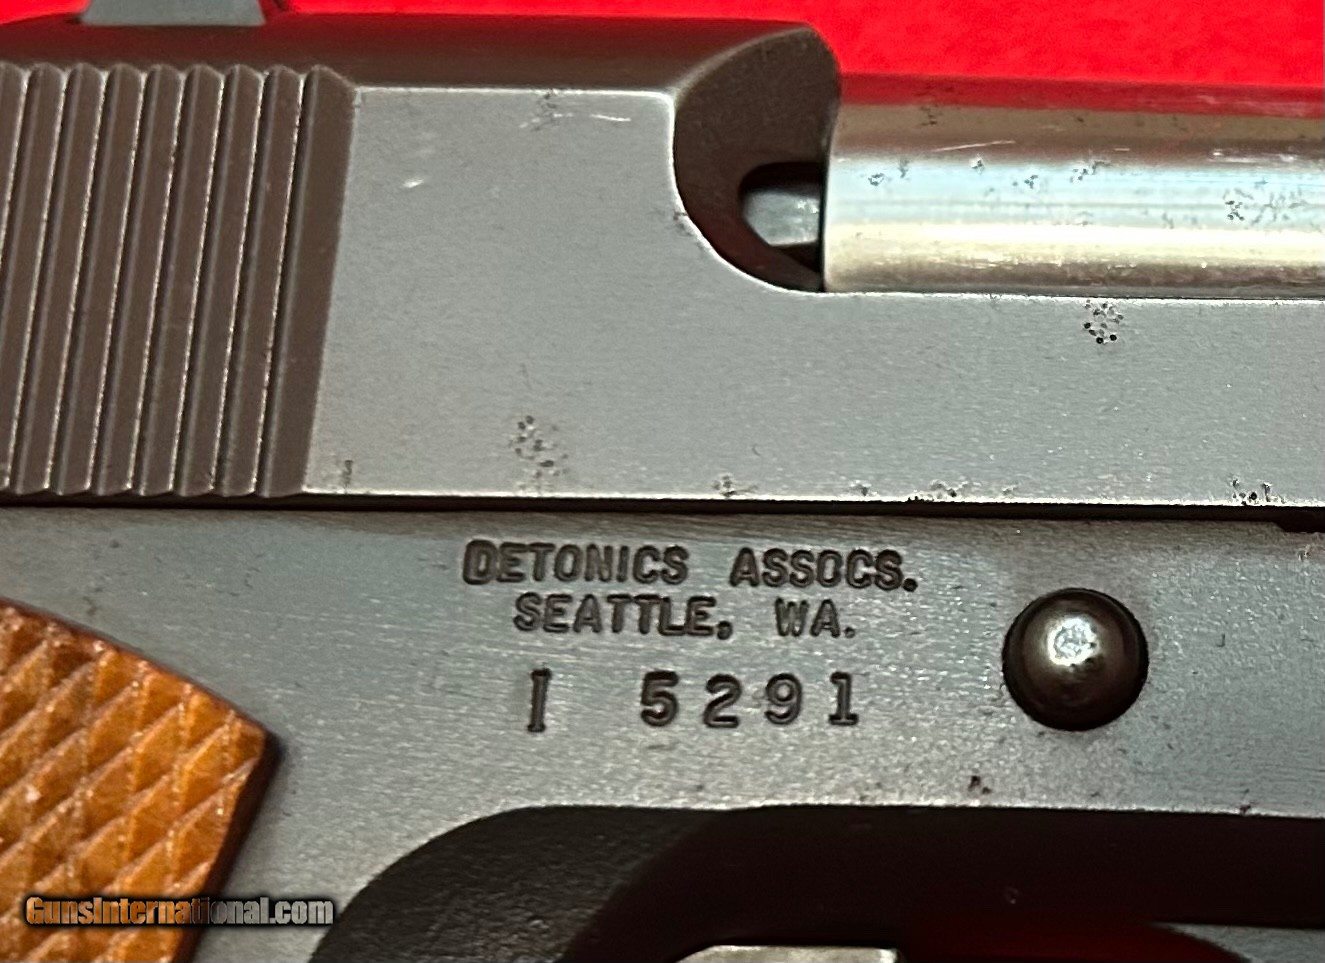 DETONICS ASSOCS.
SEATTLE, WA.
I 5291
GunsInternational.com